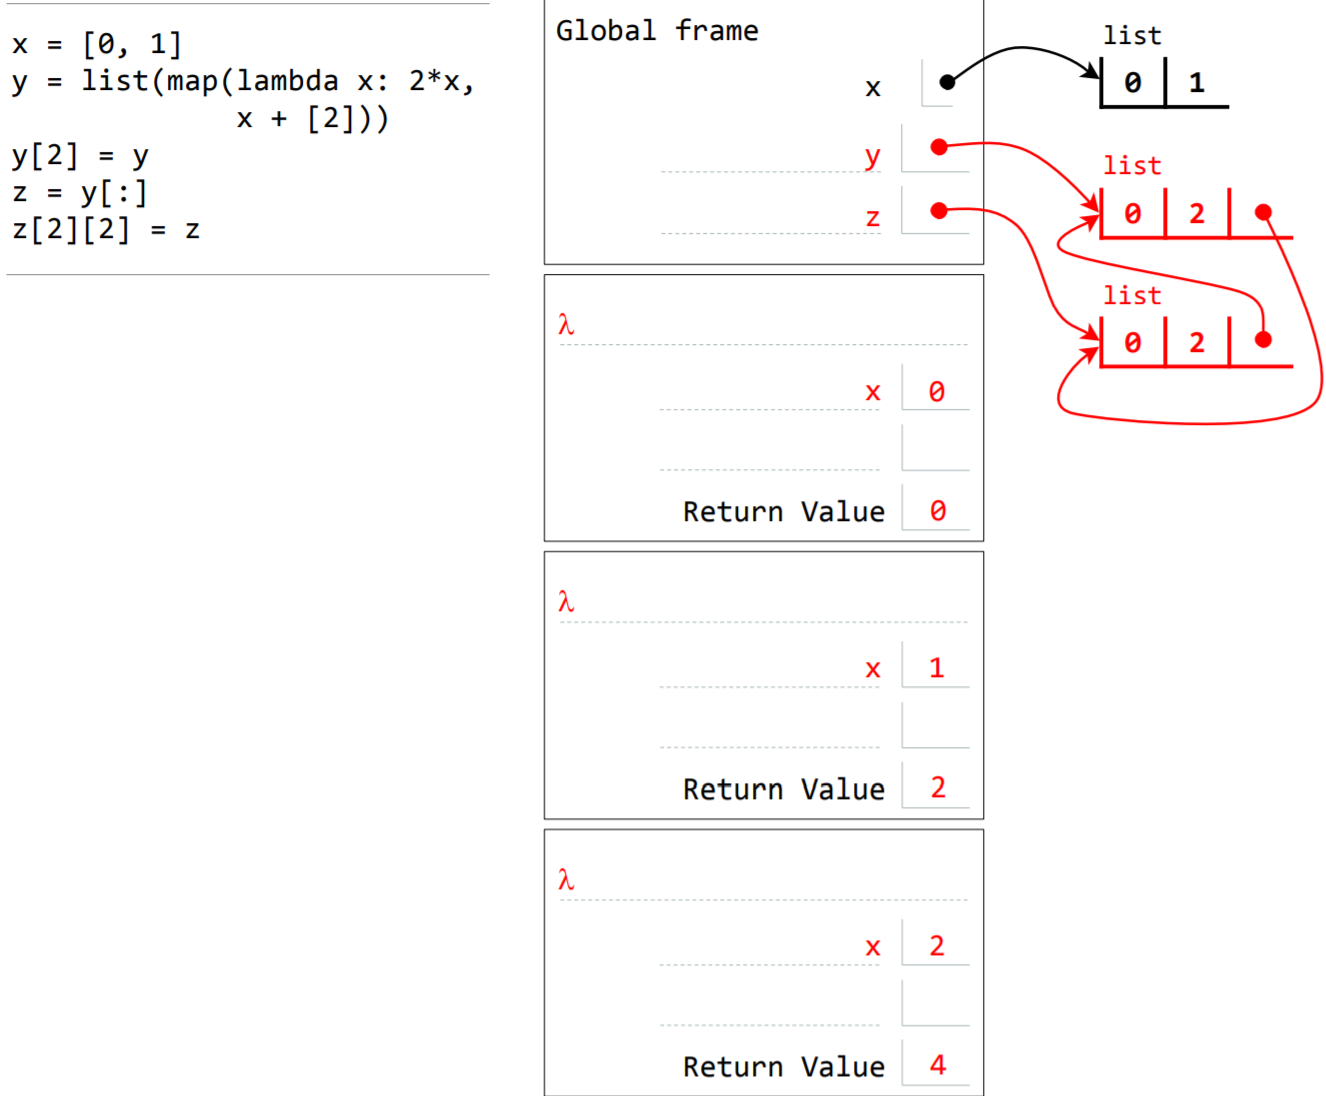 x = [0, 1]
y = list(map(lambda x: 2*x,
x + [2]))
y[2] = y
z = y[:]
z[2][2] = z
Global frame
x
y
z
list
0 1
list
0 2
list
0 2
λ
x 0
Return Value 0
λ
x 1
Return Value 2
λ
x 2
Return Value 4